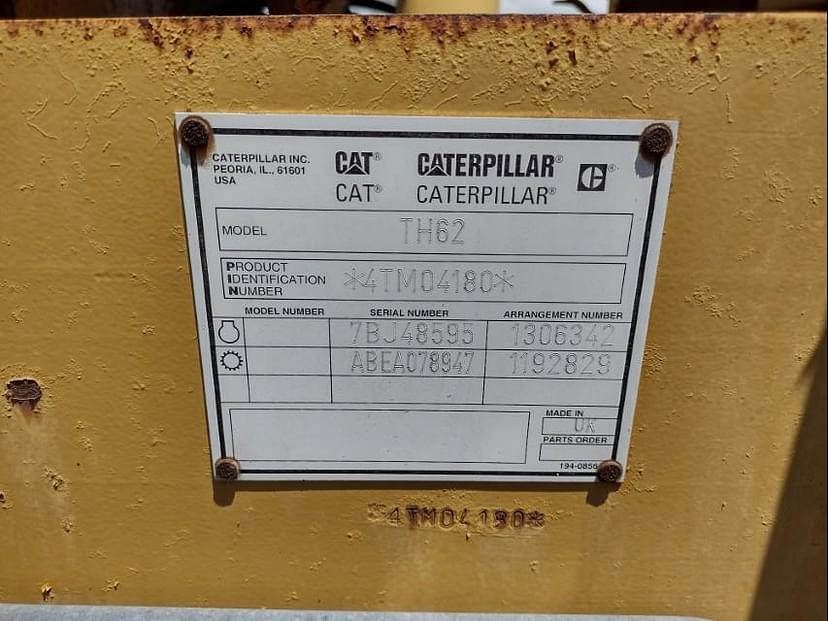 CATERPILLAR INC.
PEORIA, IL., 61601
USA
CAT® CATERPILLAR® C®
CAT® CATERPILLAR®
MODEL TH62
PRODUCT IDENTIFICATION NUMBER *4TM04180*
MODEL NUMBER SERIAL NUMBER ARRANGEMENT NUMBER
7BJ48595 1306342
ABEA078947 1192829
MADE IN
UK
PARTS ORDER
194-0856
*4TM04180*